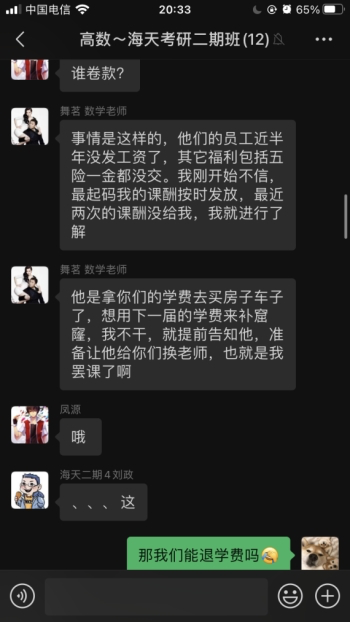 中国电信
20:33
65%
高数～海天考研二期班(12)
谁卷款？
舞茗 数学老师
事情是这样的，他们的员工近半
年没发工资了，其它福利包括五
险一金都没交。我刚开始不信，
最起码我的课酬按时发放，最近
两次的课酬没给我，我就进行了
解
舞茗 数学老师
他是拿你们的学费去买房子车子
了，想用下一届的学费来补窟
窿，我不干，就提前告知他，准
备让他给你们换老师，也就是我
罢课了啊
凤源
哦
海天二期4刘政
、、、这
那我们能退学费吗